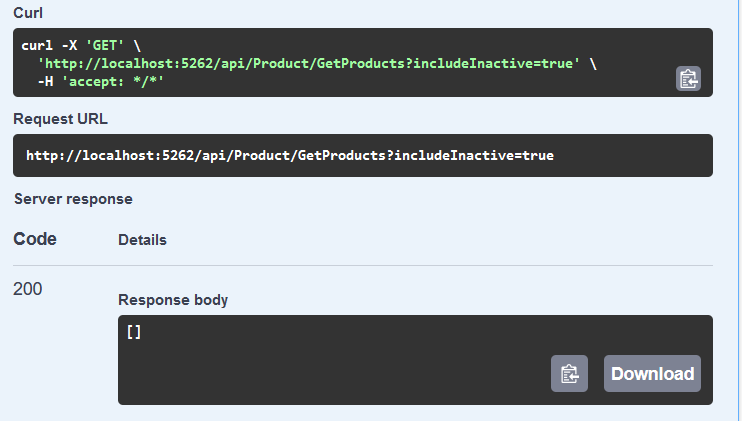 Curl
curl -X 'GET' \
  'http://localhost:5262/api/Product/GetProducts?includeInactive=true' \
  -H 'accept: */*'
Request URL
http://localhost:5262/api/Product/GetProducts?includeInactive=true
Server response
Code Details
200
Response body
[]
Download